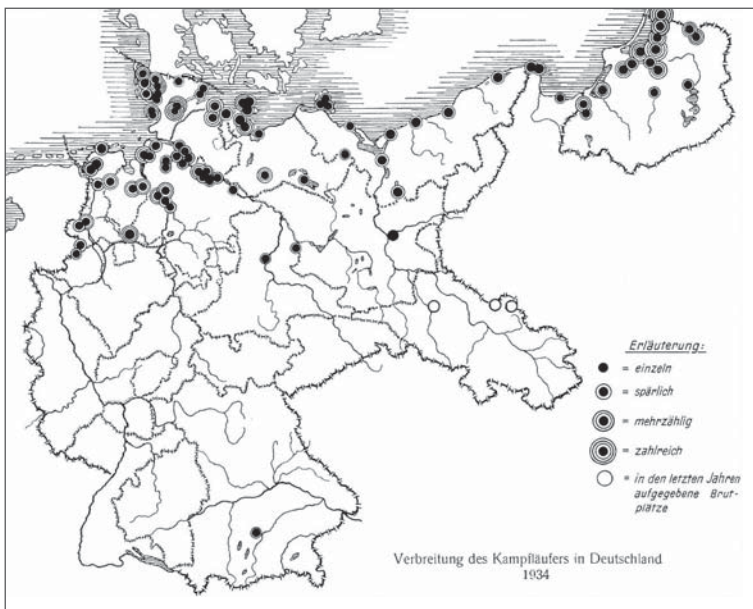 Erläuterung:
= einzeln
= spärlich
= mehrzählig
= zahlreich
= in den letzten Jahren
aufgegebene Brut-
plätze
Verbreitung des Kampfläufers in Deutschland
1934